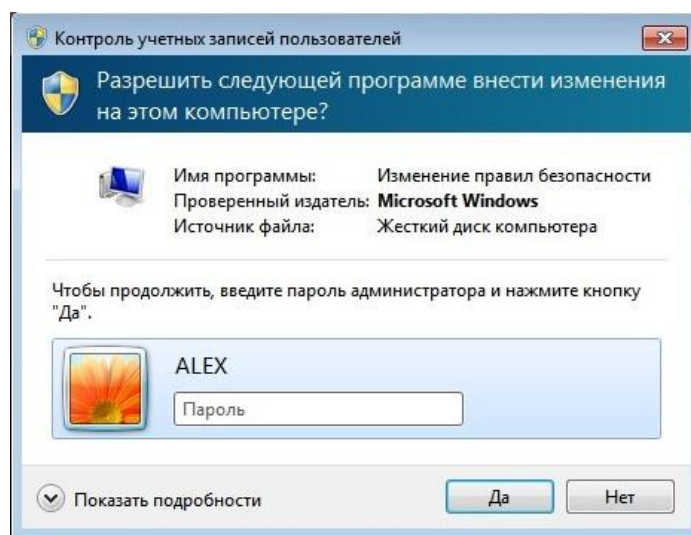 Контроль учетных записей пользователей
Разрешить следующей программе внести изменения
на этом компьютере?
Имя программы: Изменение правил безопасности
Проверенный издатель: Microsoft Windows
Источник файла: Жесткий диск компьютера
Чтобы продолжить, введите пароль администратора и нажмите кнопку
"Да".
ALEX
Пароль
Показать подробности Да Нет